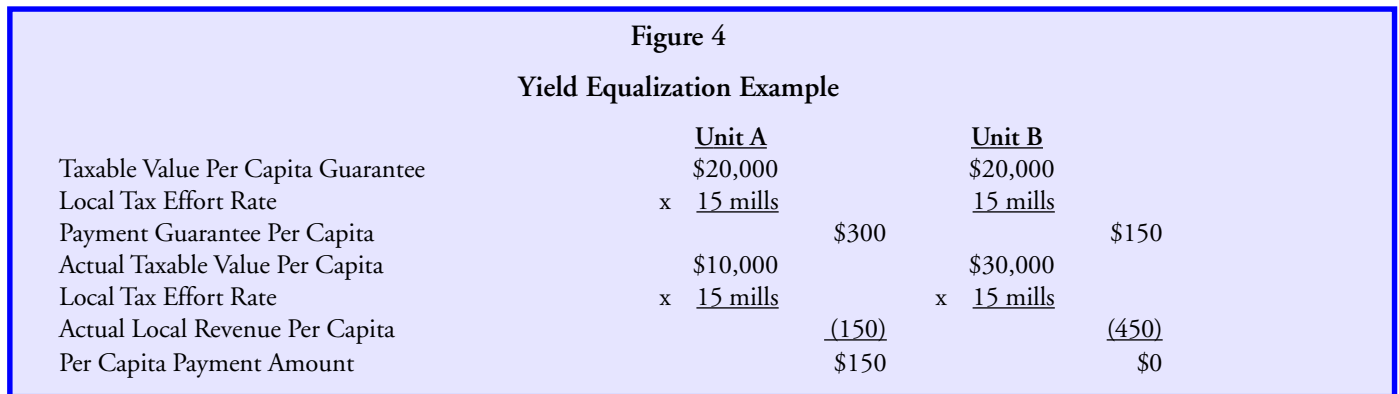 Figure 4
Yield Equalization Example
Unit A Unit B
Taxable Value Per Capita Guarantee $20,000 $20,000
Local Tax Effort Rate x 15 mills 15 mills
Payment Guarantee Per Capita $300 $150
Actual Taxable Value Per Capita $10,000 $30,000
Local Tax Effort Rate x 15 mills x 15 mills
Actual Local Revenue Per Capita (150) (450)
Per Capita Payment Amount $150 $0